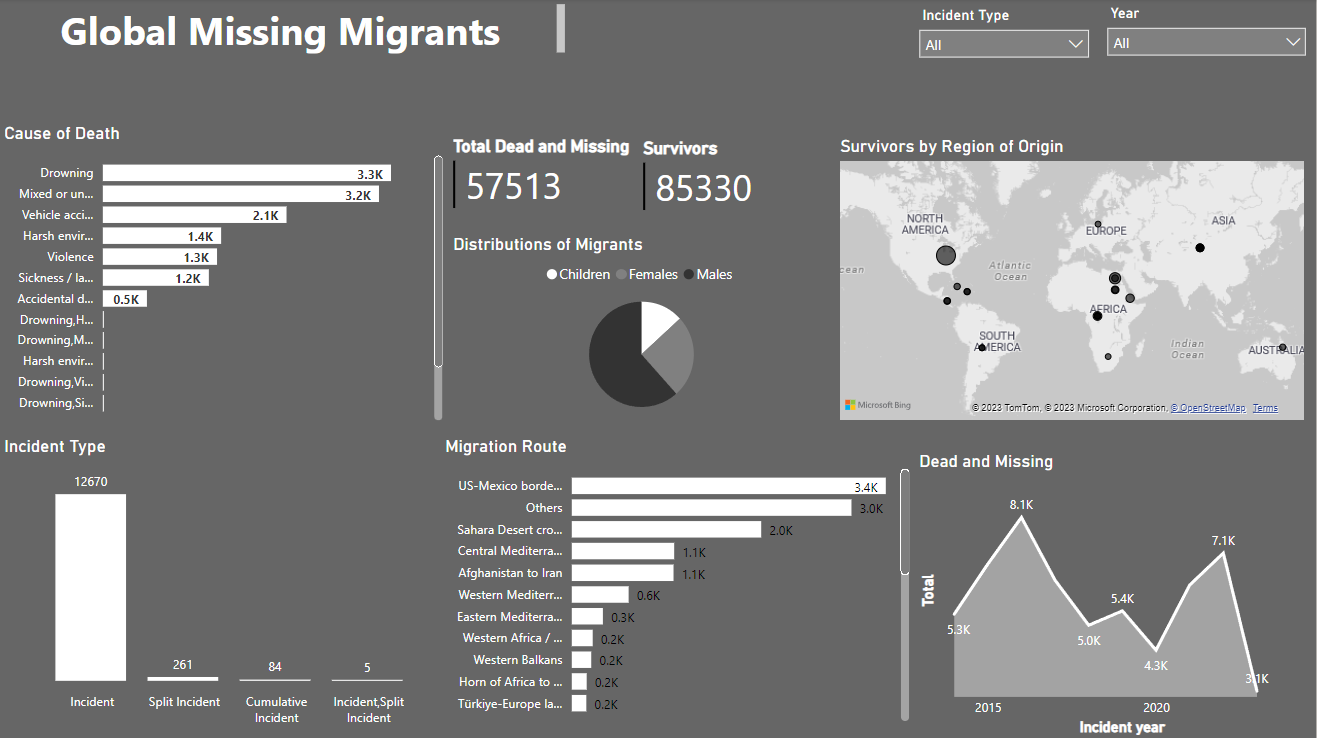 Global Missing Migrants
Incident Type
All
Year
All
Cause of Death
Drowning 3.3K
Mixed or un... 3.2K
Vehicle acci... 2.1K
Harsh envir... 1.4K
Violence 1.3K
Sickness / la... 1.2K
Accidental d... 0.5K
Drowning,H...
Drowning,M...
Harsh envir...
Drowning,Vi...
Drowning,Si...
Total Dead and Missing
57513
Survivors
85330
Distributions of Migrants
Children Females Males
Survivors by Region of Origin
NORTH
AMERICA
EUROPE
ASIA
Atlantic
Ocean
cean
AFRICA
SOUTH
AMERICA
Indian
Ocean
AUSTRALIA
Microsoft Bing
© 2023 TomTom, © 2023 Microsoft Corporation, © OpenStreetMap Terms
Incident Type
12670
261
84
5
Incident
Split Incident
Cumulative
Incident
Incident,Split
Incident
Migration Route
US-Mexico borde... 3.4K
Others 3.0K
Sahara Desert cro... 2.0K
Central Mediterra... 1.1K
Afghanistan to Iran 1.1K
Western Mediterr... 0.6K
Eastern Mediterra... 0.3K
Western Africa / ... 0.2K
Western Balkans 0.2K
Horn of Africa to ... 0.2K
Türkiye-Europe la... 0.2K
Dead and Missing
Total
8.1K
7.1K
5.4K
5.3K
5.0K
4.3K
3.1K
2015 2020
Incident year